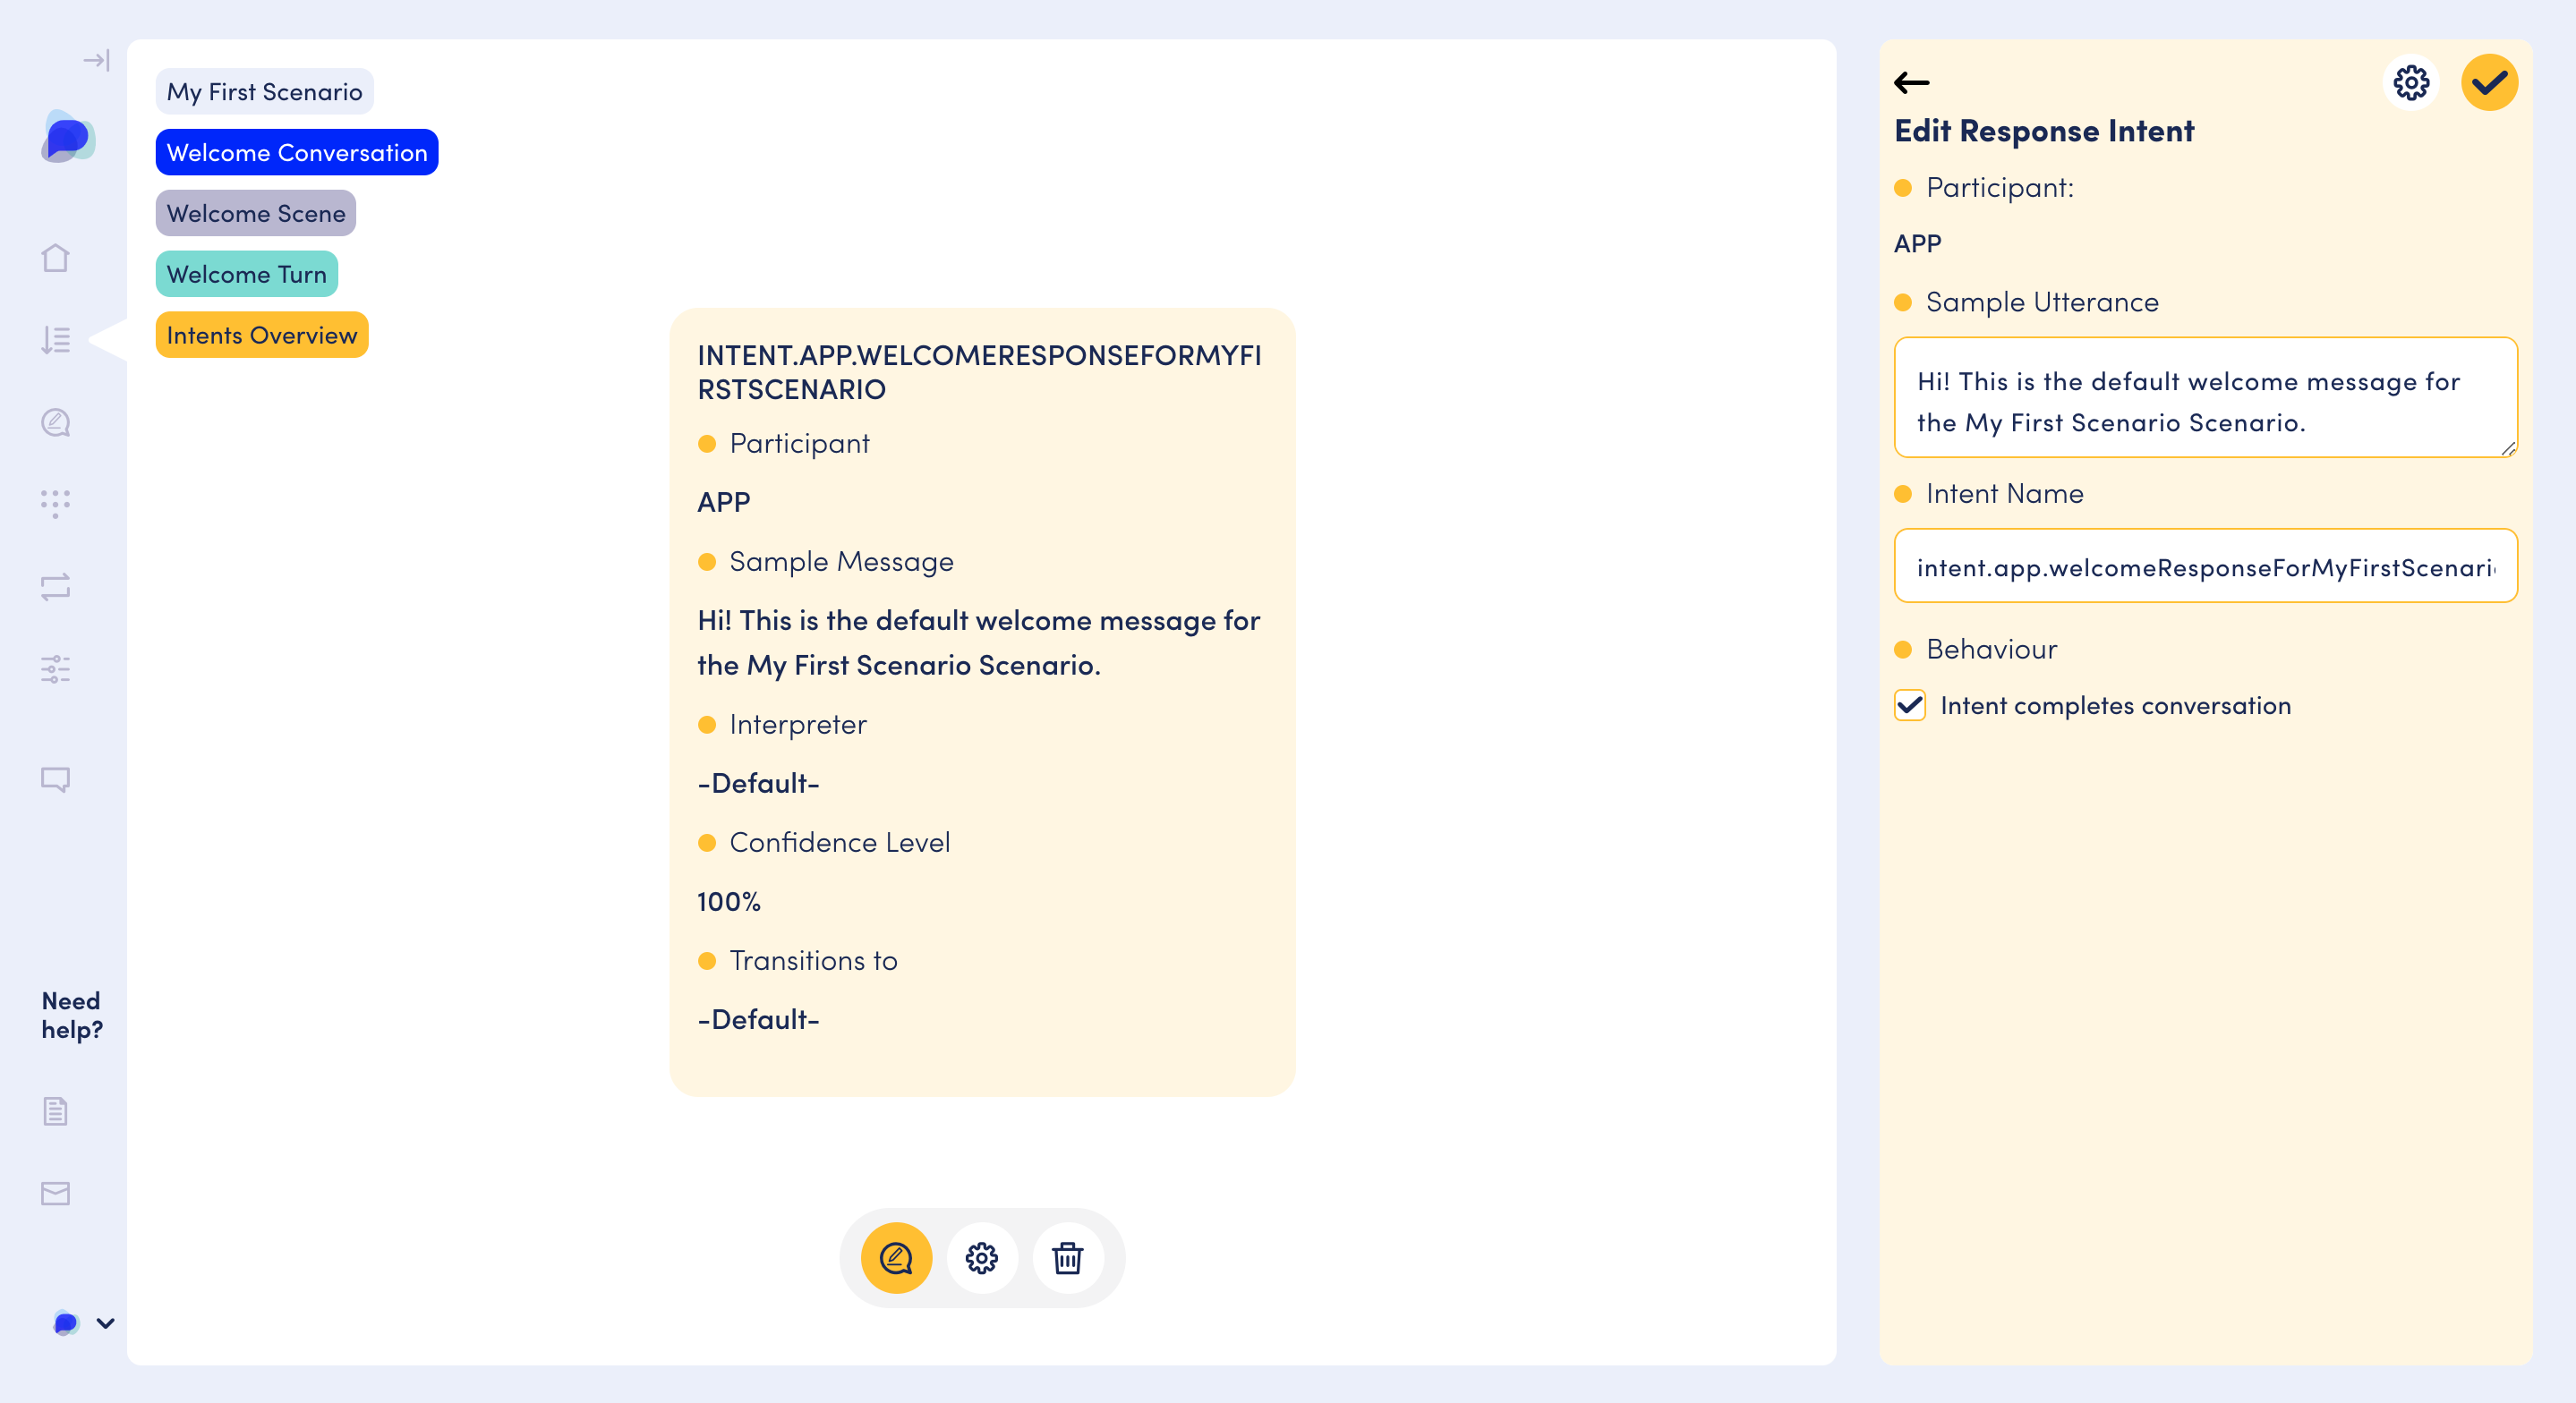 My First Scenario
Welcome Conversation
Welcome Scene
Welcome Turn
Intents Overview
Need
help?
INTENT.APP.WELCOMERESPONSEFORMYFI
RSTSCENARIO
Participant
APP
Sample Message
Hi! This is the default welcome message for
the My First Scenario Scenario.
Interpreter
-Default-
Confidence Level
100%
Transitions to
-Default-
Edit Response Intent
Participant:
APP
Sample Utterance
Hi! This is the default welcome message for
the My First Scenario Scenario.
Intent Name
intent.app.welcomeResponseForMyFirstScenari
Behaviour
Intent completes conversation